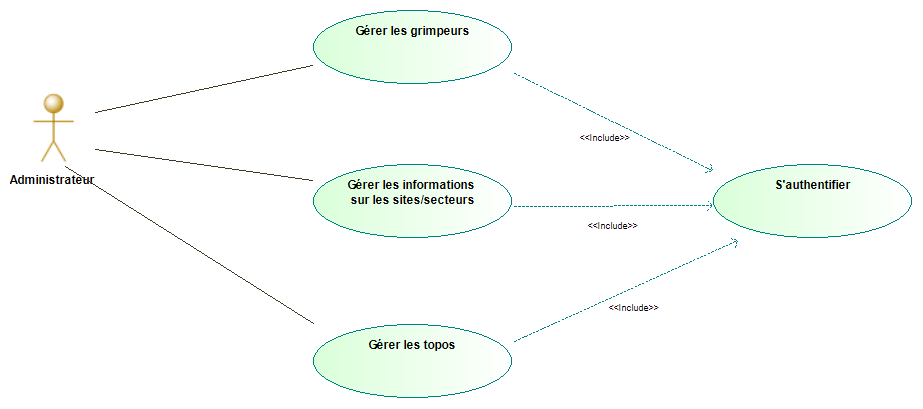 Gérer les grimpeurs
<<Include>>
Administrateur
Gérer les informations
sur les sites/secteurs
S'authentifier
<<Include>>
<<Include>>
Gérer les topos